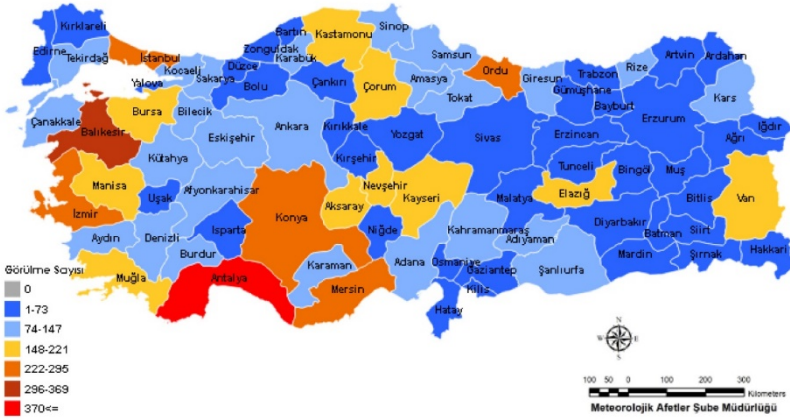 Kırklareli
Edirne
Tekirdağ
İstanbul
Kocaeli
Yalova
Sakarya
Düzce
Zonguldak
Bartın
Karabük
Bolu
Kastamonu
Çankırı
Sinop
Samsun
Çorum
Amasya
Tokat
Ordu
Giresun
Trabzon
Gümüşhane
Bayburt
Rize
Artvin
Ardahan
Kars
Iğdır
Ağrı
Erzurum
Erzincan
Çanakkale
Balıkesir
Bursa
Bilecik
Eskişehir
Ankara
Kırıkkale
Yozgat
Sivas
Kırşehir
Kütahya
Manisa
Uşak
Afyonkarahisar
İzmir
Aydın
Denizli
Isparta
Burdur
Muğla
Antalya
Konya
Aksaray
Nevşehir
Kayseri
Niğde
Karaman
Mersin
Adana
Kahramanmaraş
Osmaniye
Gaziantep
Kilis
Hatay
Malatya
Adıyaman
Şanlıurfa
Elazığ
Tunceli
Bingöl
Muş
Bitlis
Van
Diyarbakır
Batman
Siirt
Mardin
Şırnak
Hakkari
Görülme Sayısı
0
1-73
74-147
148-221
222-295
296-369
370<=
N
W E
S
100 50 0 100 200 300
Kilometers
Meteorolojik Afetler Şube Müdürlüğü